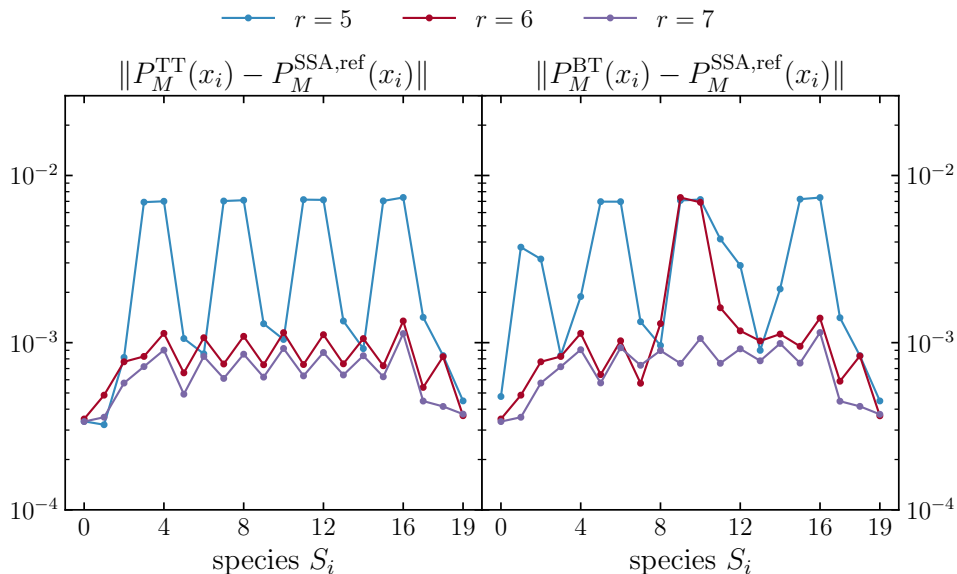 r = 5 r = 6 r = 7
∥P_M^TT(x_i) − P_M^SSA,ref(x_i)∥ ∥P_M^BT(x_i) − P_M^SSA,ref(x_i)∥
10^−2 10^−2
10^−3 10^−3
10^−4 10^−4
0 4 8 12 16 19 0 4 8 12 16 19
species S_i species S_i